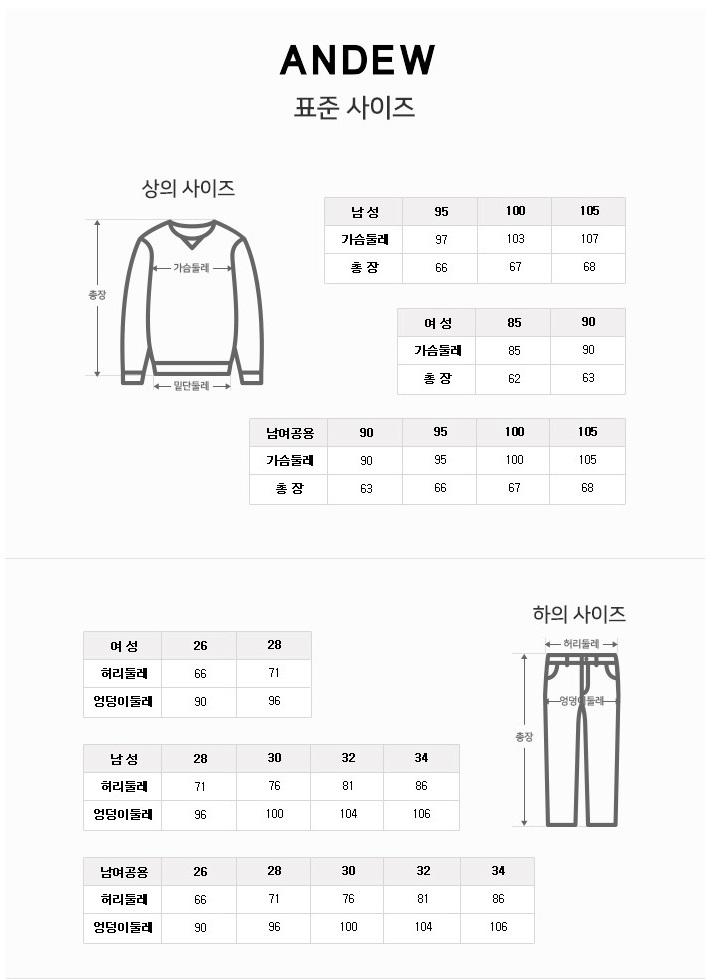 ANDEW
표준 사이즈
상의 사이즈
가슴둘레
총장
밑단둘레
남 성 95 100 105
가슴둘레 97 103 107
총 장 66 67 68
여 성 85 90
가슴둘레 85 90
총 장 62 63
남여공용 90 95 100 105
가슴둘레 90 95 100 105
총 장 63 66 67 68
하의 사이즈
허리둘레
엉덩이둘레
총장
여 성 26 28
허리둘레 66 71
엉덩이둘레 90 96
남 성 28 30 32 34
허리둘레 71 76 81 86
엉덩이둘레 96 100 104 106
남여공용 26 28 30 32 34
허리둘레 66 71 76 81 86
엉덩이둘레 90 96 100 104 106